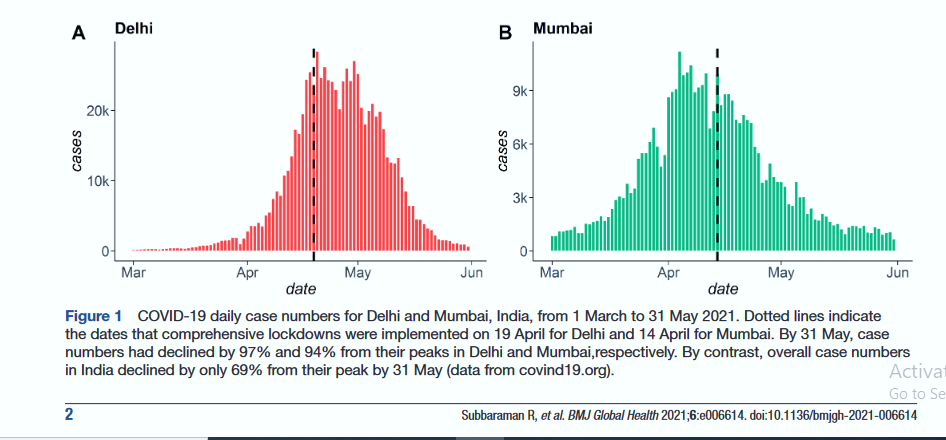 A Delhi
B Mumbai
cases
20k
10k
0
Mar Apr May Jun
date
cases
9k
6k
3k
0
Mar Apr May Jun
date
Figure 1 COVID-19 daily case numbers for Delhi and Mumbai, India, from 1 March to 31 May 2021. Dotted lines indicate
the dates that comprehensive lockdowns were implemented on 19 April for Delhi and 14 April for Mumbai. By 31 May, case
numbers had declined by 97% and 94% from their peaks in Delhi and Mumbai,respectively. By contrast, overall case numbers
in India declined by only 69% from their peak by 31 May (data from covind19.org).
Activat
Go to Se
2 Subbaraman R, et al. BMJ Global Health 2021;6:e006614. doi:10.1136/bmjgh-2021-006614